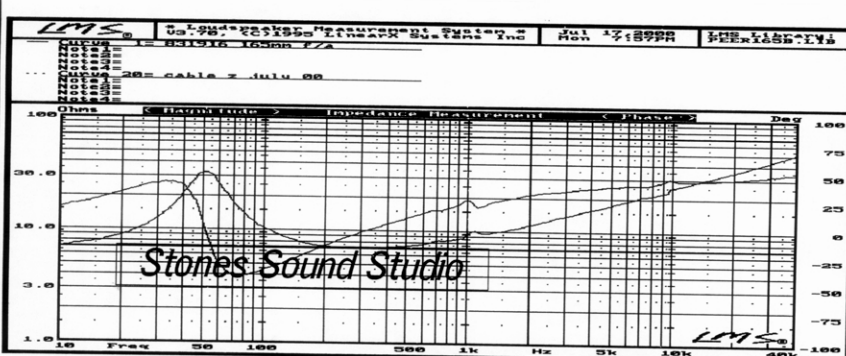 LMS® * Loudspeaker Measurement System * Jul 17,2000 LMS Library:
V3.70, (C)1995 LinearX Systems Inc Mon 7:57PM PEER165B.LIB
Curve 1= 831916 165mm f/a
Note1=
Note2=
Note3=
Note4=
... Curve 20= cAble z july 00
Note1=
Note2=
Note3=
Note4=
Ohms < Magnitude > Impedance Measurement < Phase > Deg
100 100
75
30.0 50
25
10.0 0
Stones Sound Studio
-25
3.0 -50
-75
LMS®
1.0 -100
10 Freq 50 100 500 1k Hz 5k 10k 40k